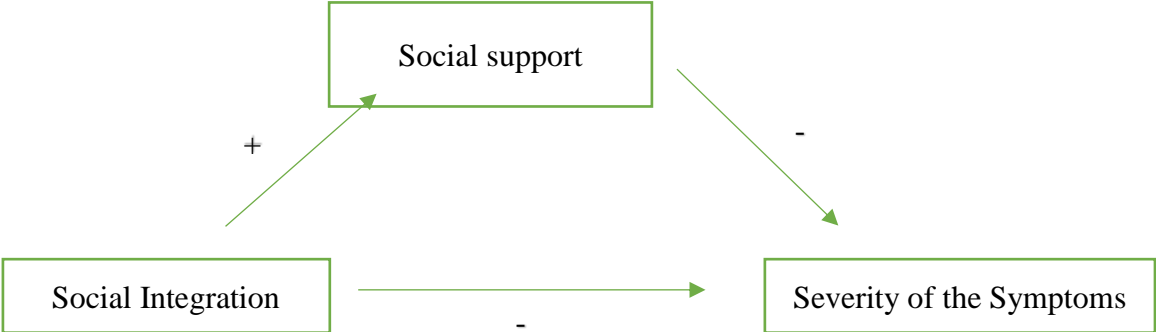 Social support
+
-
Social Integration
Severity of the Symptoms
-